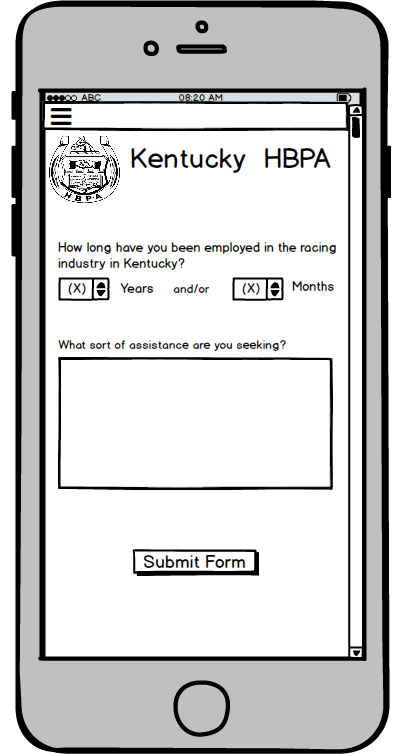 ABC 08:20 AM
Kentucky HBPA
HBPA
How long have you been employed in the racing
industry in Kentucky?
(X) Years and/or (X) Months
What sort of assistance are you seeking?
Submit Form